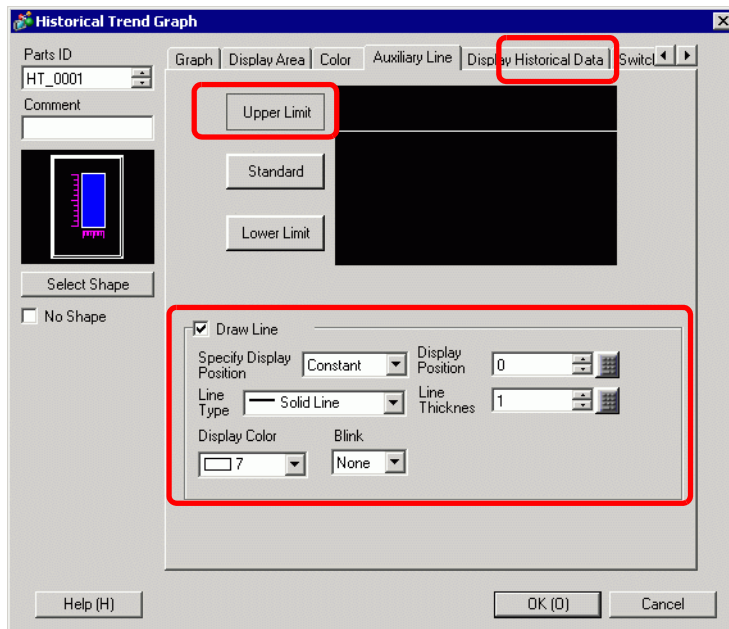 Historical Trend Graph
Parts ID
HT_0001
Comment
Select Shape
No Shape
Graph
Display Area
Color
Auxiliary Line
Display Historical Data
Switch
Upper Limit
Standard
Lower Limit
Draw Line
Specify Display
Position
Constant
Display
Position
0
Line
Type
Solid Line
Line
Thicknes
1
Display Color
7
Blink
None
Help (H)
OK (O)
Cancel